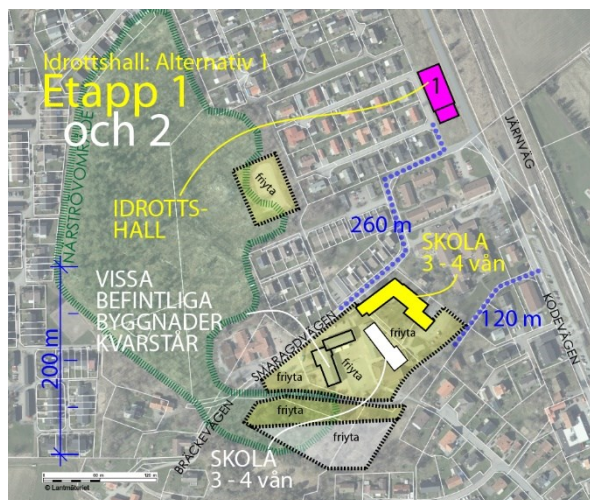 Idrottshall: Alternativ 1
Etapp 1
och 2
1
JÄRNVÄG
NÄRSTRÖVOMRÅDE
friyta
IDROTTS-
HALL
260 m
SKOLA
3 - 4 vån
VISSA
BEFINTLIGA
BYGGNADER
KVARSTÅR
friyta
120 m
KODEVÄGEN
200 m
SMARAGDVÄGEN
friyta
friyta
friyta
BRÄCKEVÄGEN
friyta
SKOLA
3 - 4 vån
© Lantmäteriet